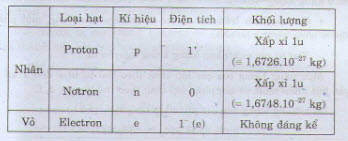 Loại hạt Kí hiệu Điện tích Khối lượng
Nhân Proton p 1⁺ Xấp xỉ 1u
(= 1,6726.10⁻²⁷ kg)
Nơtron n 0 Xấp xỉ 1u
(= 1,6748.10⁻²⁷ kg)
Vỏ Electron e 1⁻ (e) Không đáng kể